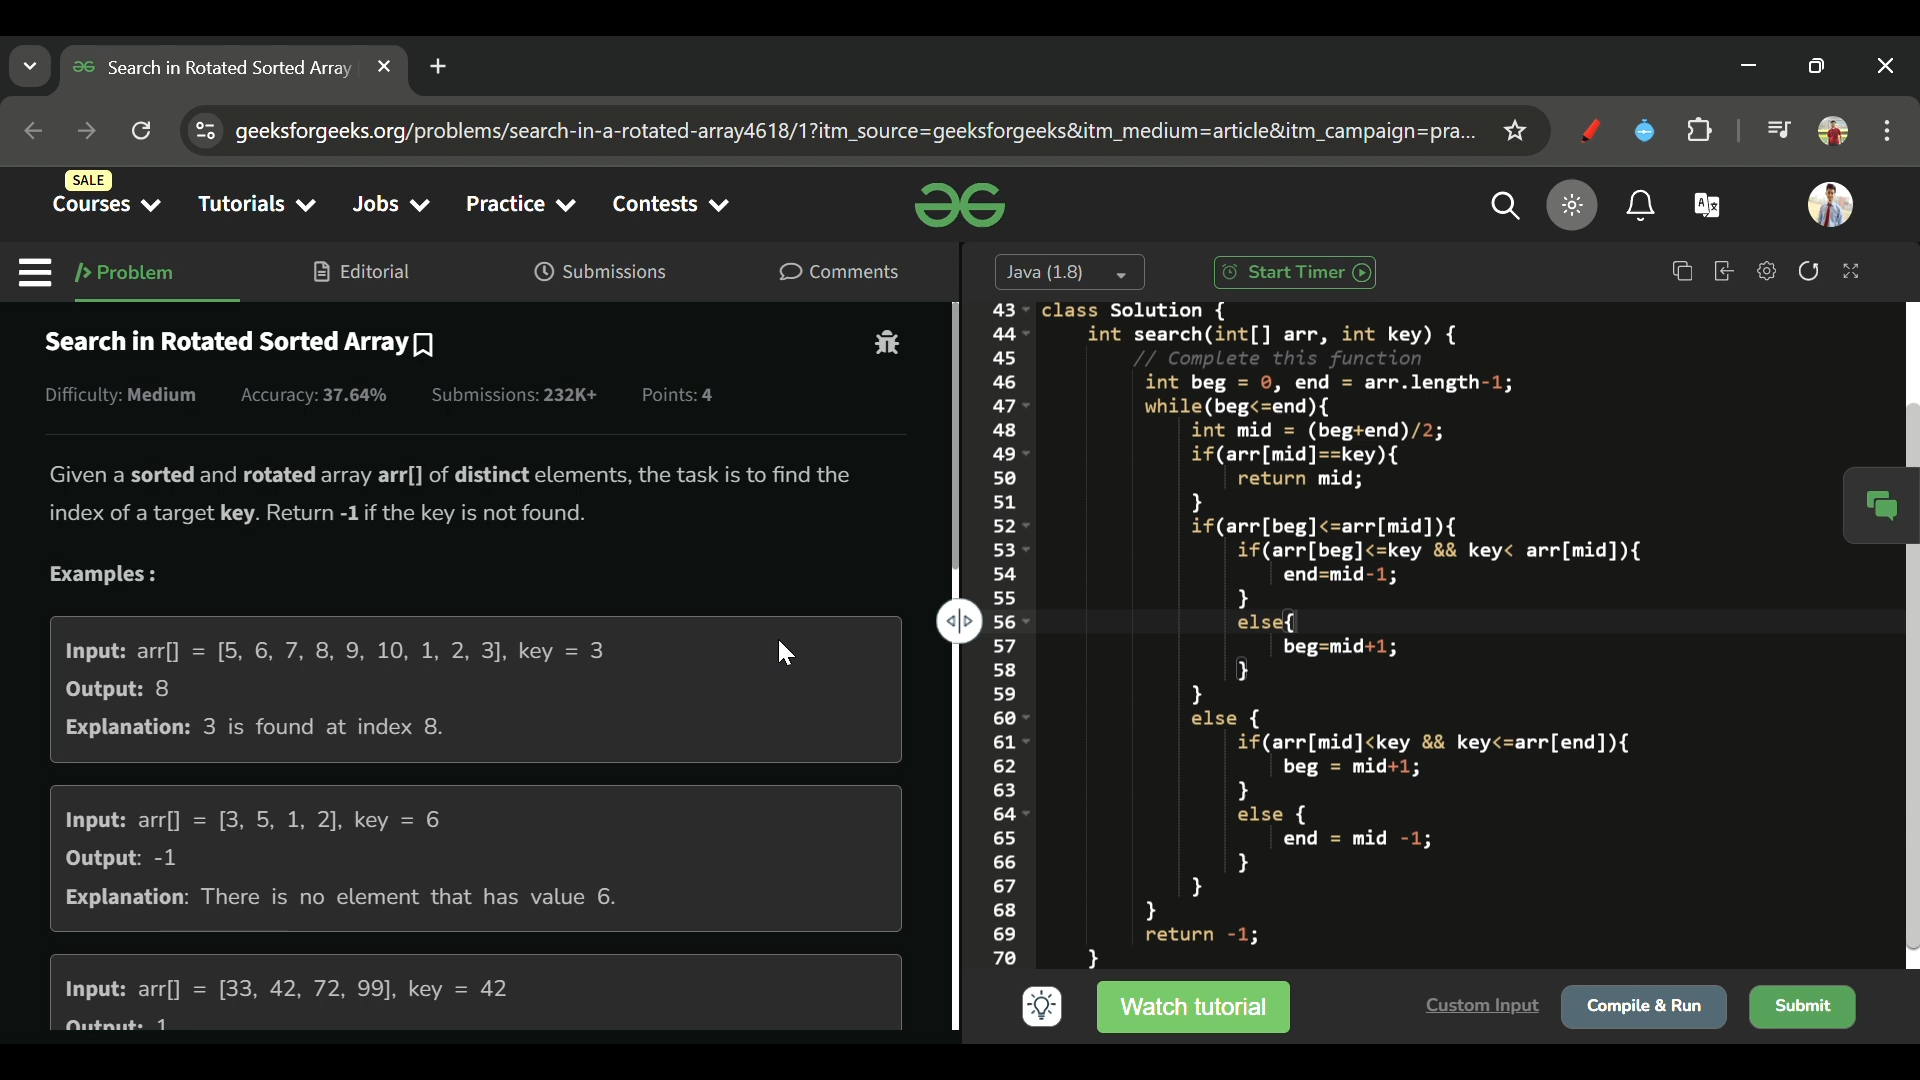 Search in Rotated Sorted Array
geeksforgeeks.org/problems/search-in-a-rotated-array4618/1?itm_source=geeksforgeeks&itm_medium=article&itm_campaign=pra...
SALE
Courses Tutorials Jobs Practice Contests
Problem Editorial Submissions Comments
Search in Rotated Sorted Array
Difficulty: Medium Accuracy: 37.64% Submissions: 232K+ Points: 4
Given a sorted and rotated array arr[] of distinct elements, the task is to find the
index of a target key. Return -1 if the key is not found.
Examples :
Input: arr[] = [5, 6, 7, 8, 9, 10, 1, 2, 3], key = 3
Output: 8
Explanation: 3 is found at index 8.
Input: arr[] = [3, 5, 1, 2], key = 6
Output: -1
Explanation: There is no element that has value 6.
Input: arr[] = [33, 42, 72, 99], key = 42
Output: 1
Java (1.8) Start Timer
43 class Solution {
44 int search(int[] arr, int key) {
45 // Complete this function
46 int beg = 0, end = arr.length-1;
47 while(beg<=end){
48 int mid = (beg+end)/2;
49 if(arr[mid]==key){
50 return mid;
51 }
52 if(arr[beg]<=arr[mid]){
53 if(arr[beg]<=key && key< arr[mid]){
54 end=mid-1;
55 }
56 else{
57 beg=mid+1;
58 }
59 }
60 else {
61 if(arr[mid]<key && key<=arr[end]){
62 beg = mid+1;
63 }
64 else {
65 end = mid -1;
66 }
67 }
68 }
69 return -1;
70 }
Watch tutorial Custom Input Compile & Run Submit